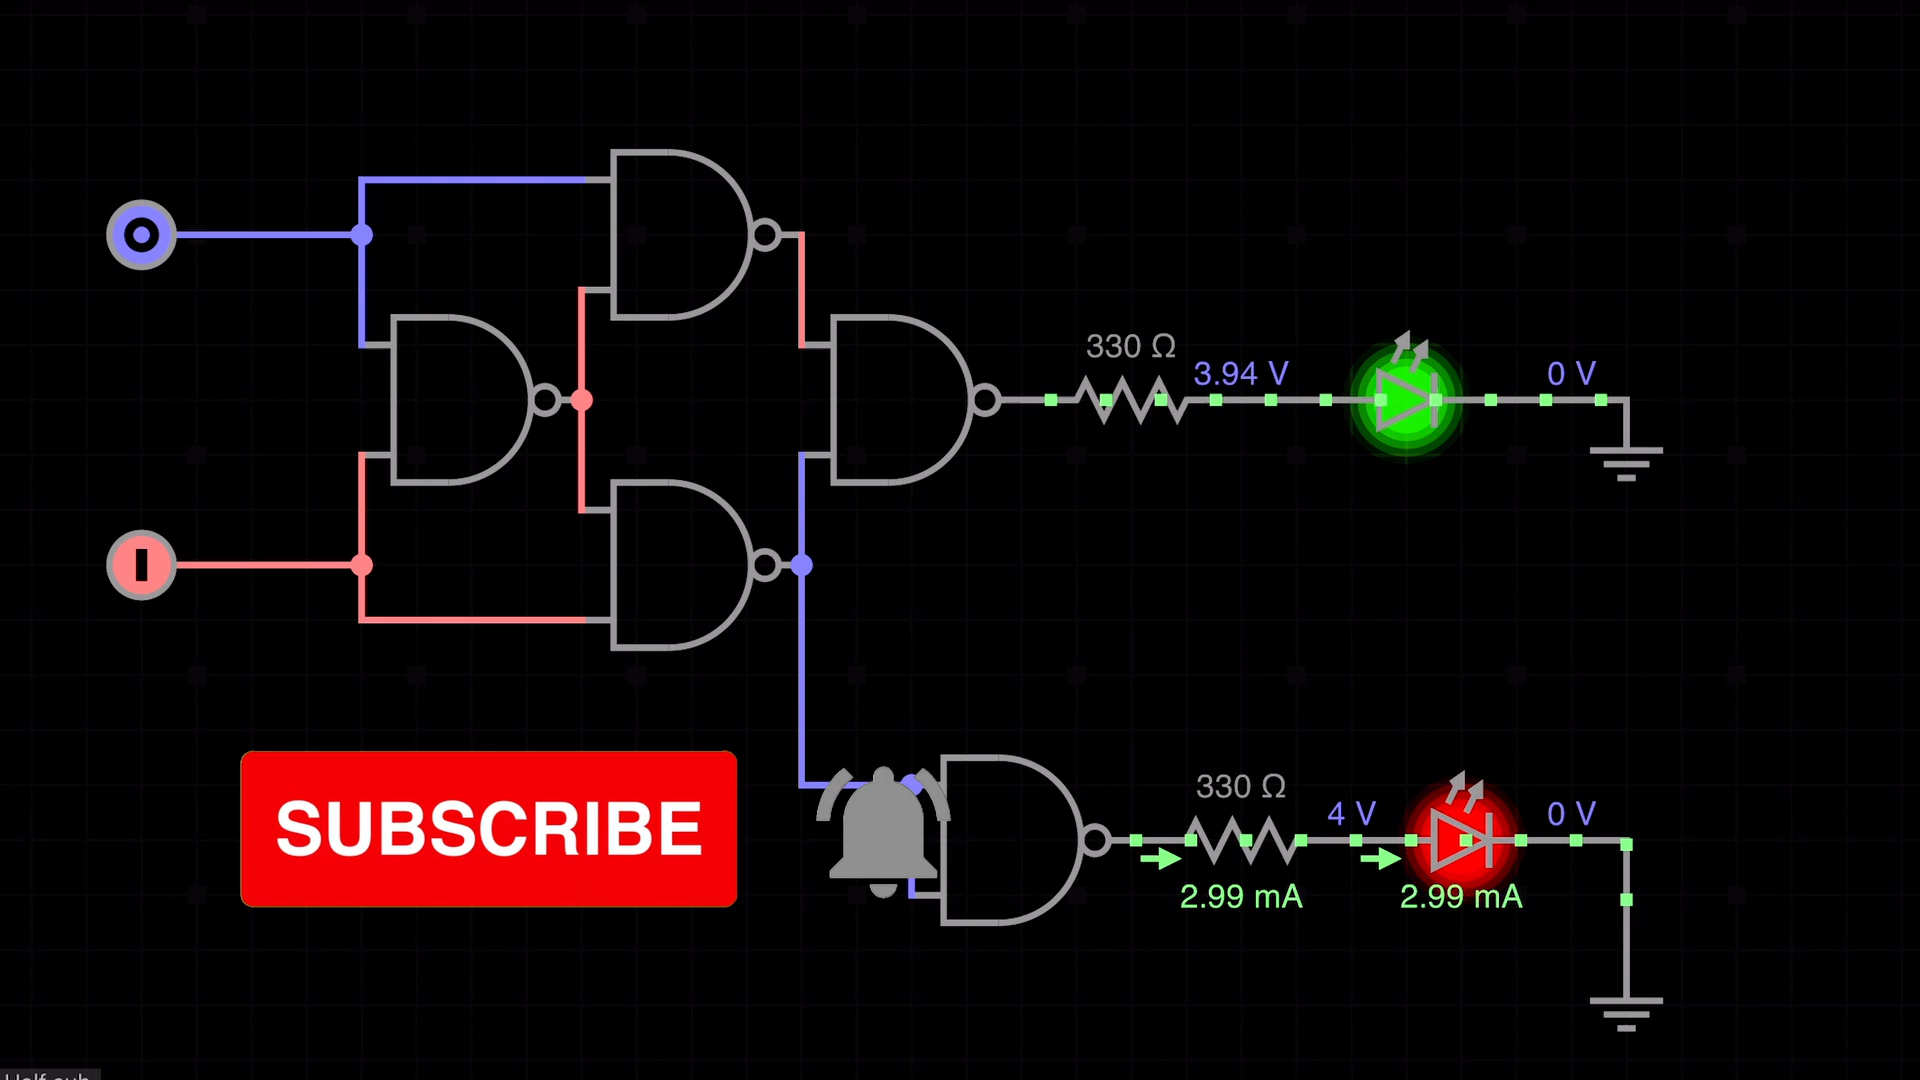 330 Ω
3.94 V
0 V
SUBSCRIBE
330 Ω
4 V
0 V
2.99 mA
2.99 mA